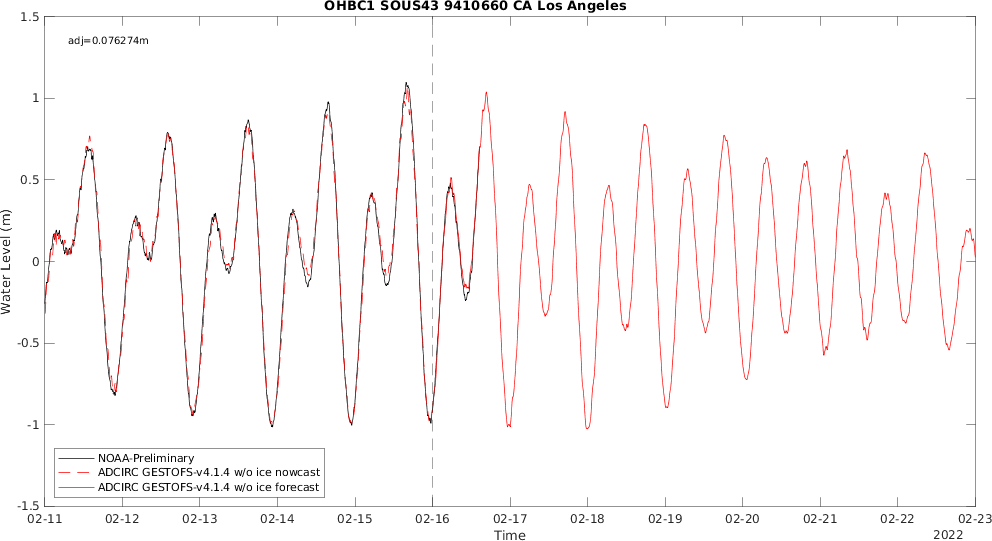 OHBC1 SOUS43 9410660 CA Los Angeles
adj=0.076274m
1.5
1
0.5
0
-0.5
-1
-1.5
Water Level (m)
NOAA-Preliminary
ADCIRC GESTOFS-v4.1.4 w/o ice nowcast
ADCIRC GESTOFS-v4.1.4 w/o ice forecast
02-11 02-12 02-13 02-14 02-15 02-16 02-17 02-18 02-19 02-20 02-21 02-22 02-23
Time
2022